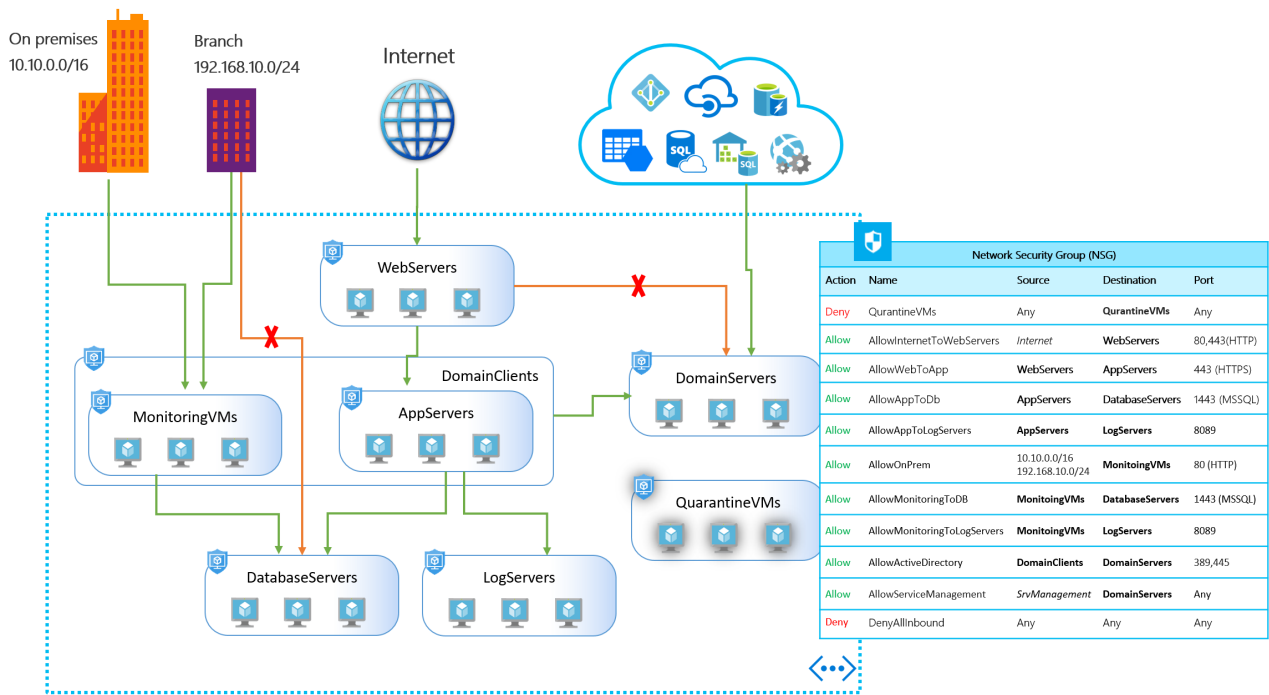 On premises
10.10.0.0/16
Branch
192.168.10.0/24
Internet
SQL
SQL
WebServers
DomainClients
MonitoringVMs
AppServers
DomainServers
QuarantineVMs
DatabaseServers
LogServers
Network Security Group (NSG)
Action Name Source Destination Port
Deny QurantineVMs Any QurantineVMs Any
Allow AllowInternetToWebServers Internet WebServers 80,443(HTTP)
Allow AllowWebToApp WebServers AppServers 443 (HTTPS)
Allow AllowAppToDb AppServers DatabaseServers 1443 (MSSQL)
Allow AllowAppToLogServers AppServers LogServers 8089
Allow AllowOnPrem 10.10.0.0/16 192.168.10.0/24 MonitoingVMs 80 (HTTP)
Allow AllowMonitoringToDB MonitoingVMs DatabaseServers 1443 (MSSQL)
Allow AllowMonitoringToLogServers MonitoingVMs LogServers 8089
Allow AllowActiveDirectory DomainClients DomainServers 389,445
Allow AllowServiceManagement SrvManagement DomainServers Any
Deny DenyAllInbound Any Any Any